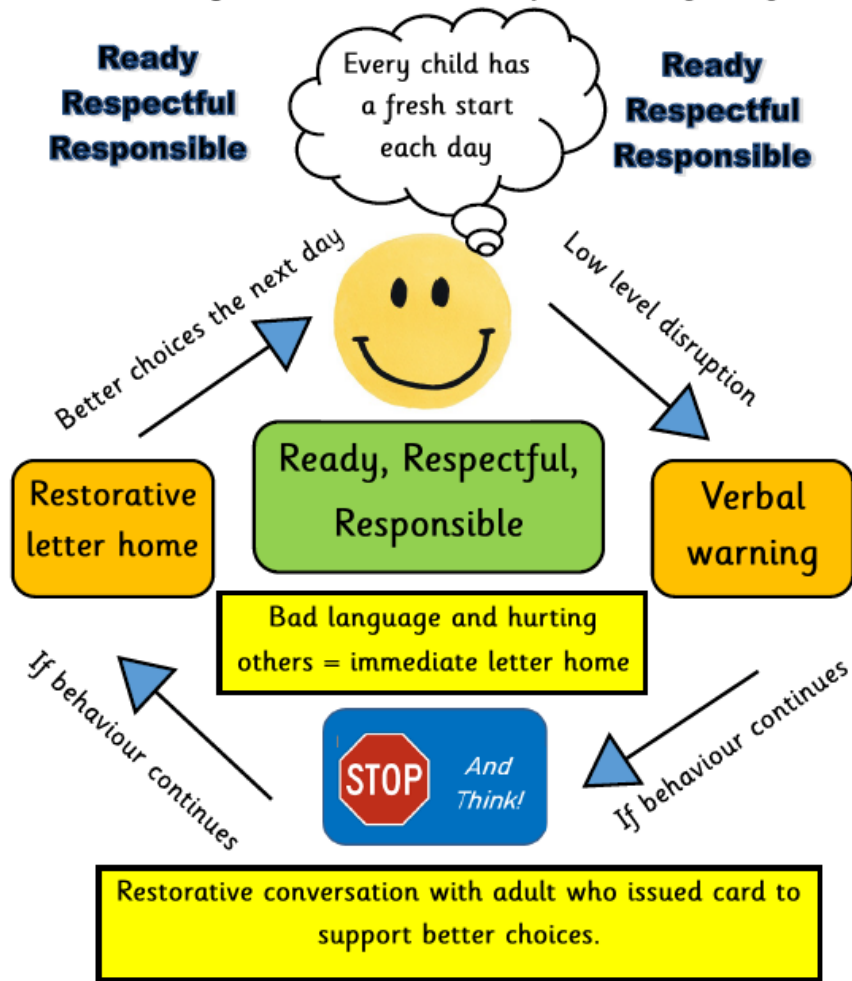 Ready
Respectful
Responsible
Every child has
a fresh start
each day
Ready
Respectful
Responsible
Better choices the next day
Low level disruption
Restorative
letter home
Ready, Respectful,
Responsible
Verbal
warning
Bad language and hurting
others = immediate letter home
If behaviour continues
STOP
And
Think!
If behaviour continues
Restorative conversation with adult who issued card to
support better choices.